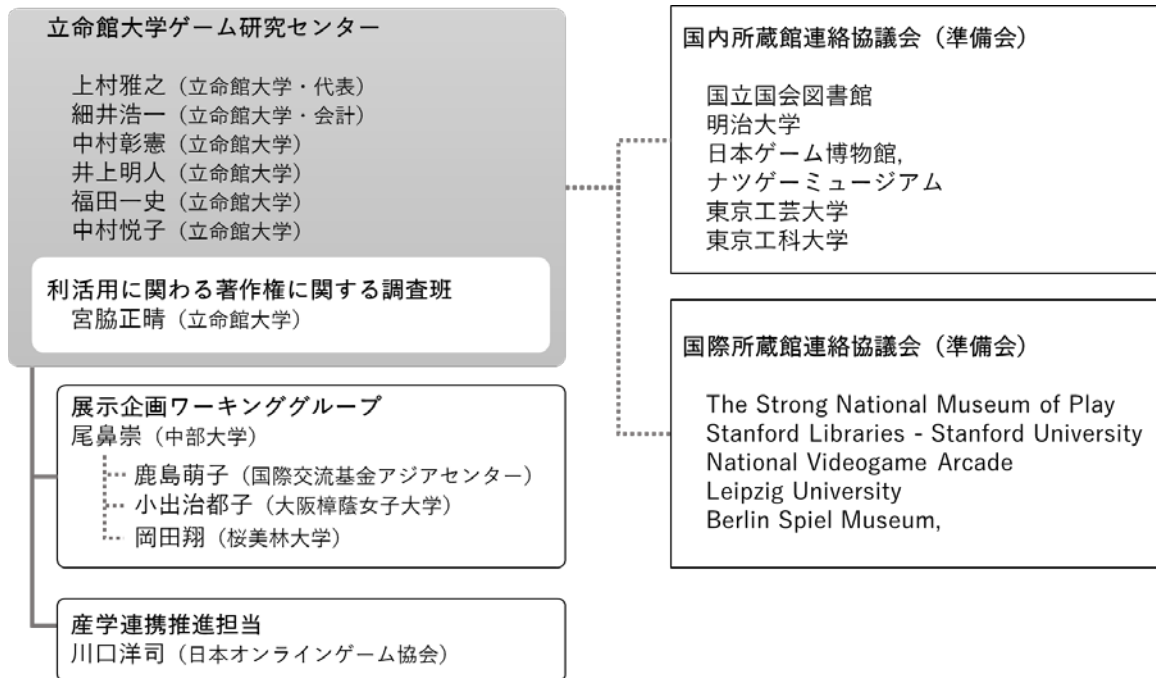 立命館大学ゲーム研究センター
上村雅之（立命館大学・代表）
細井浩一（立命館大学・会計）
中村彰憲（立命館大学）
井上明人（立命館大学）
福田一史（立命館大学）
中村悦子（立命館大学）
利活用に関わる著作権に関する調査班
宮脇正晴（立命館大学）
展示企画ワーキンググループ
尾鼻崇（中部大学）
鹿島萌子（国際交流基金アジアセンター）
小出治都子（大阪樟蔭女子大学）
岡田翔（桜美林大学）
産学連携推進担当
川口洋司（日本オンラインゲーム協会）
国内所蔵館連絡協議会（準備会）
国立国会図書館
明治大学
日本ゲーム博物館,
ナツゲーミュージアム
東京工芸大学
東京工科大学
国際所蔵館連絡協議会（準備会）
The Strong National Museum of Play
Stanford Libraries - Stanford University
National Videogame Arcade
Leipzig University
Berlin Spiel Museum,